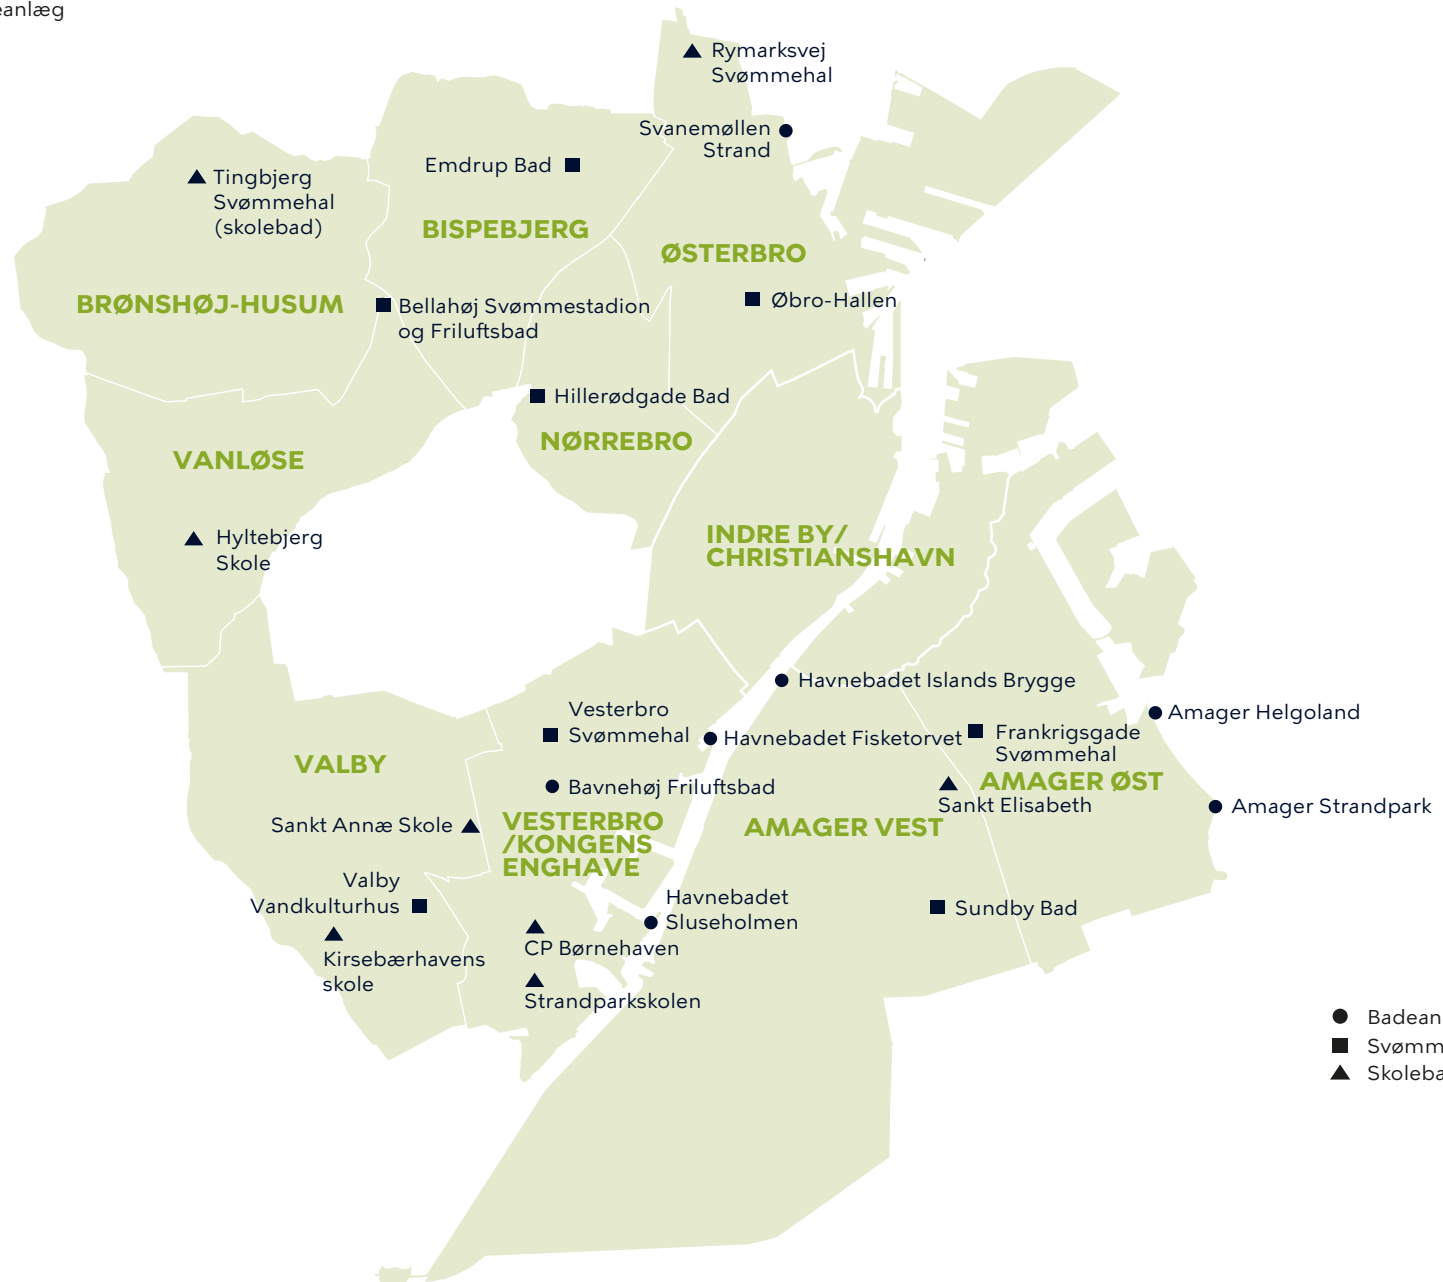 eanlæg
Rymarksvej
Svømmehal
Svanemøllen
Strand
Emdrup Bad
Tingbjerg
Svømmehal
(skolebad)
BISPEBJERG
ØSTERBRO
BRØNSHØJ-HUSUM
Bellahøj Svømmestadion
og Friluftsbad
Øbro-Hallen
Hillerødgade Bad
NØRREBRO
VANLØSE
Hyltebjerg
Skole
INDRE BY/
CHRISTIANSHAVN
Havnebadet Islands Brygge
Vesterbro
Svømmehal
Havnebadet Fisketorvet
Frankrigsgade
Svømmehal
Amager Helgoland
VALBY
Bavnehøj Friluftsbad
AMAGER ØST
Sankt Elisabeth
Amager Strandpark
Sankt Annæ Skole
VESTERBRO
/KONGENS
ENGHAVE
AMAGER VEST
Valby
Vandkulturhus
Havnebadet
Sluseholmen
Sundby Bad
Kirsebærhavens
skole
CP Børnehaven
Strandparkskolen
Badean
Svømm
Skoleba